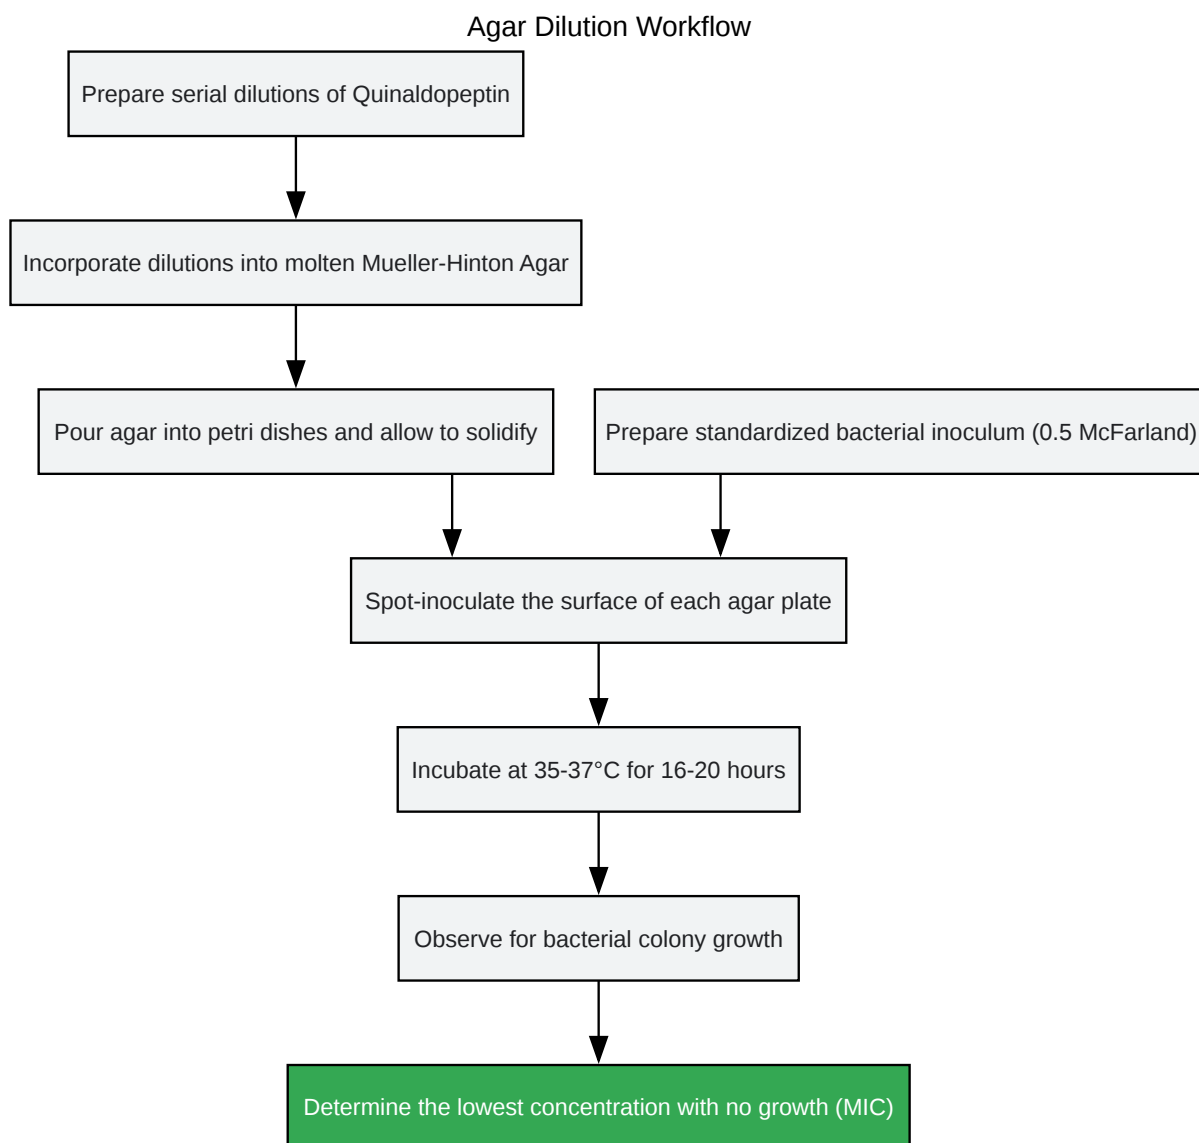 Agar Dilution Workflow
Prepare serial dilutions of Quinaldopeptin
Incorporate dilutions into molten Mueller-Hinton Agar
Pour agar into petri dishes and allow to solidify
Prepare standardized bacterial inoculum (0.5 McFarland)
Spot-inoculate the surface of each agar plate
Incubate at 35-37°C for 16-20 hours
Observe for bacterial colony growth
Determine the lowest concentration with no growth (MIC)